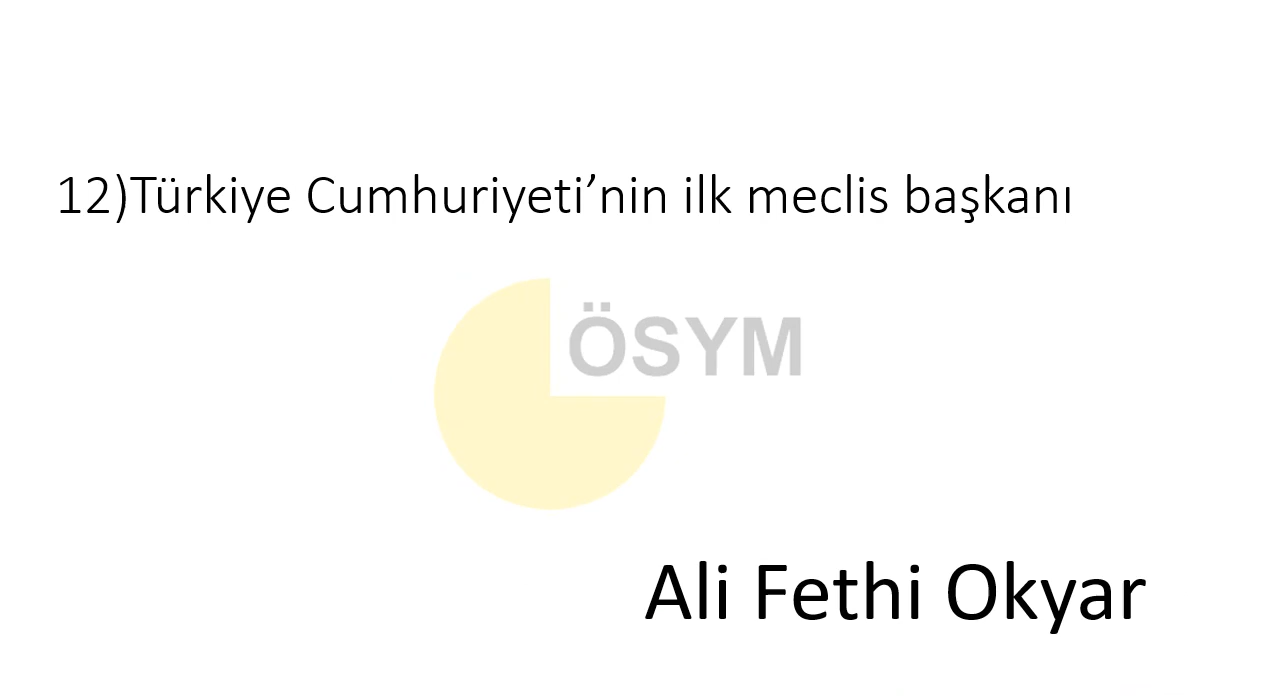 12)Türkiye Cumhuriyeti’nin ilk meclis başkanı
ÖSYM
Ali Fethi Okyar